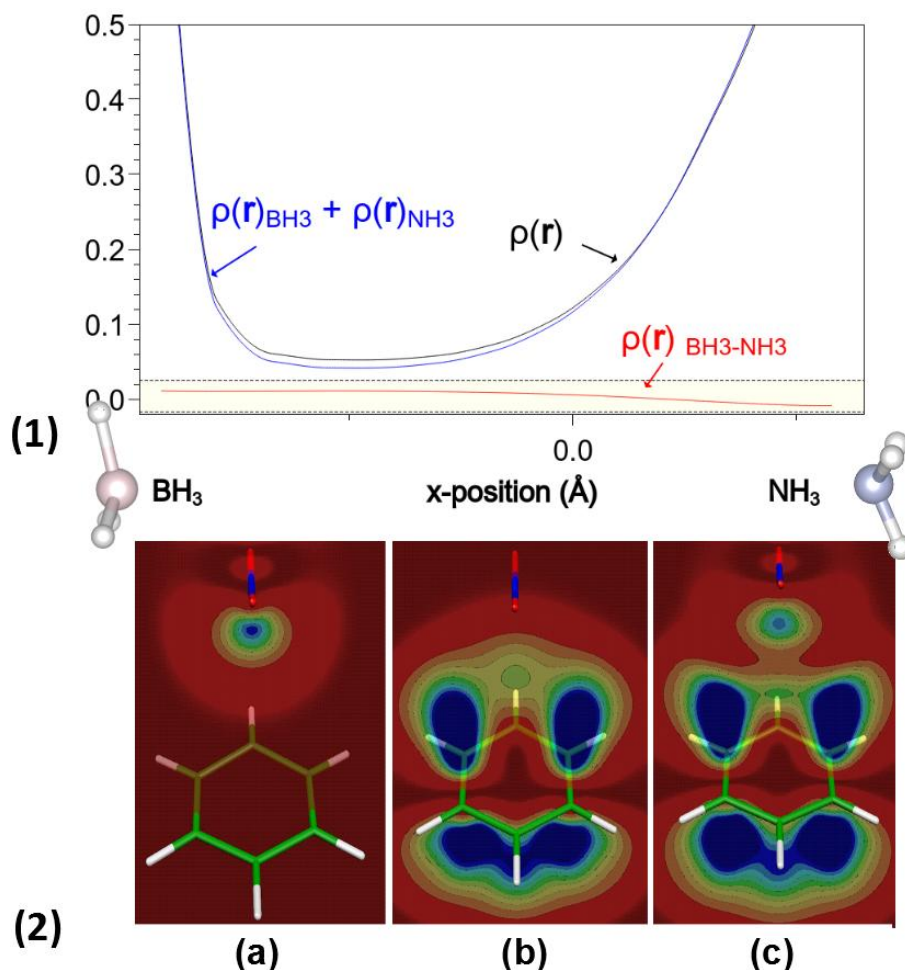 0.5
0.4
0.3
0.2
0.1
0.0
ρ(r)BH3 + ρ(r)NH3
ρ(r)
ρ(r) BH3-NH3
0.0
(1)
BH₃
x-position (Å)
NH₃
(2)
(a)
(b)
(c)